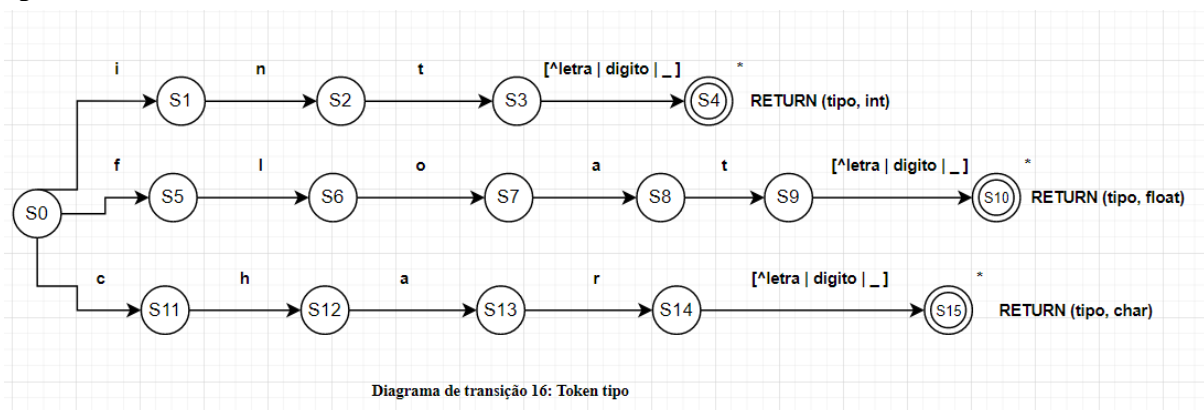 i n t [^letra | digito | _ ] *
S1 S2 S3 S4 RETURN (tipo, int)
f l o a t [^letra | digito | _ ] *
S0 S5 S6 S7 S8 S9 S10 RETURN (tipo, float)
c h a r [^letra | digito | _ ] *
S11 S12 S13 S14 S15 RETURN (tipo, char)
Diagrama de transição 16: Token tipo